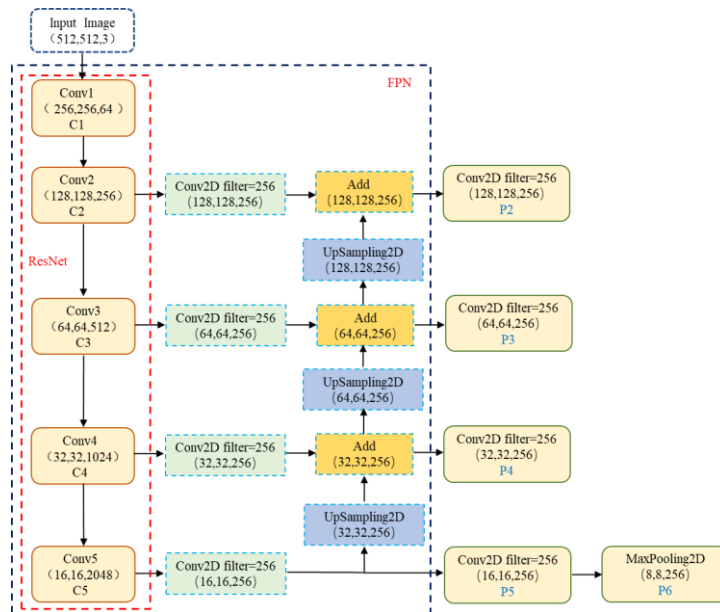 Input Image
(512,512,3)
FPN
Conv1
( 256,256,64)
C1
Conv2
(128,128,256)
C2
Conv2D filter=256
(128,128,256)
Add
(128,128,256)
Conv2D filter=256
(128,128,256)
P2
ResNet
UpSampling2D
(128,128,256)
Conv3
(64,64,512)
C3
Conv2D filter=256
(64,64,256)
Add
(64,64,256)
Conv2D filter=256
(64,64,256)
P3
UpSampling2D
(64,64,256)
Conv4
(32,32,1024)
C4
Conv2D filter=256
(32,32,256)
Add
(32,32,256)
Conv2D filter=256
(32,32,256)
P4
UpSampling2D
(32,32,256)
Conv5
(16,16,2048)
C5
Conv2D filter=256
(16,16,256)
Conv2D filter=256
(16,16,256)
P5
MaxPooling2D
(8,8,256)
P6